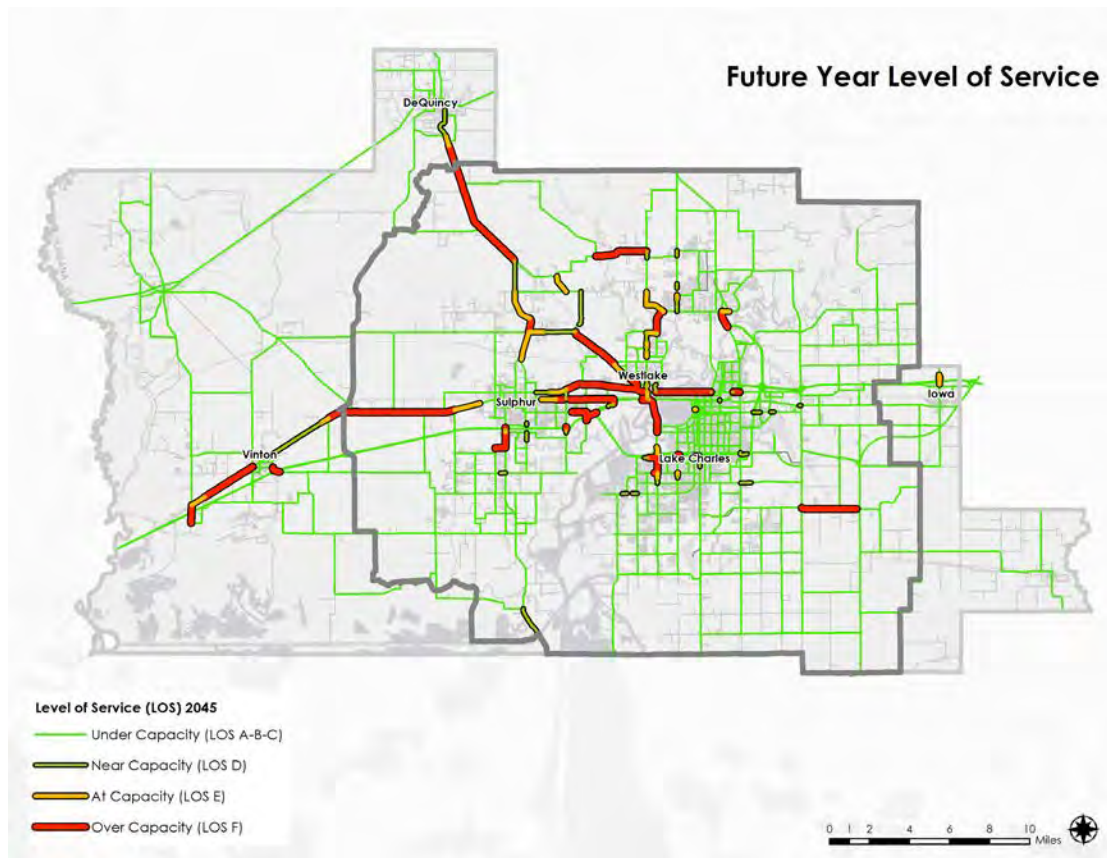 Future Year Level of Service
DeQuincy
Westlake
Sulphur
Iowa
Vinton
Lake Charles
Level of Service (LOS) 2045
Under Capacity (LOS A-B-C)
Near Capacity (LOS D)
At Capacity (LOS E)
Over Capacity (LOS F)
0 1 2 4 6 8 10
Miles